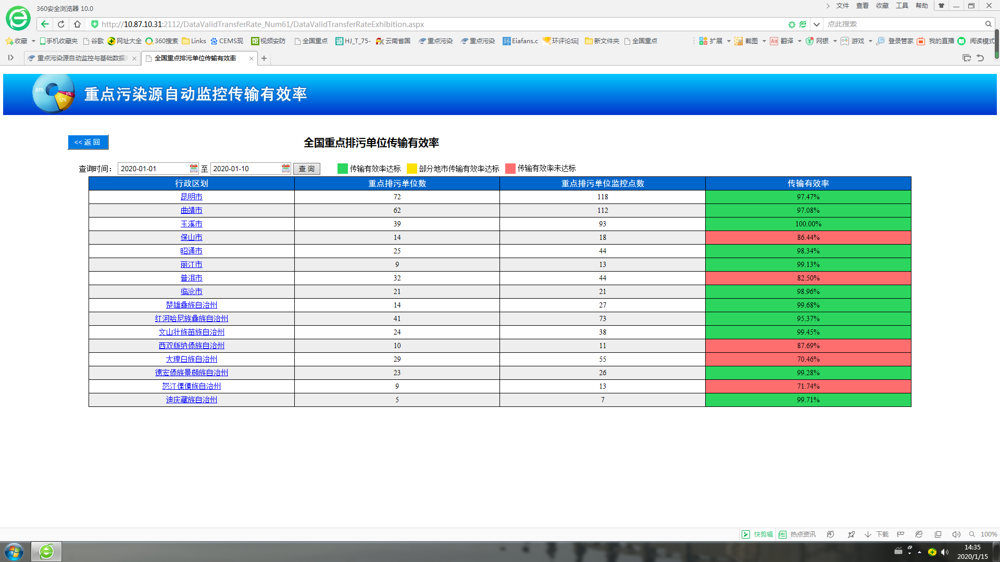 360安全浏览器 10.0
文件 查看 收藏 工具 帮助
http://10.87.10.31:2112/DataValidTransferRate_Num61/DataValidTransferRateExhibition.aspx
点此搜索
收藏 手机收藏夹 谷歌 网址大全 360搜索 Links CEMS现 视频安防 全国重点 HJ_T_75- 云南省国 重点污染 重点污染 Eiafans.c 环评论坛| 新文件夹 全国重点
扩展 截图 翻译 网银 游戏 登录管家 我的直播 阅读模式
重点污染源自动监控与基础数据
全国重点排污单位传输有效率
83% 5% 12%
重点污染源自动监控传输有效率
<< 返 回
全国重点排污单位传输有效率
查询时间： 2020-01-01 至 2020-01-10 查 询 传输有效率达标 部分地市传输有效率达标 传输有效率未达标
行政区划 重点排污单位数 重点排污单位监控点数 传输有效率
昆明市 72 118 97.47%
曲靖市 62 112 97.08%
玉溪市 39 93 100.00%
保山市 14 18 86.44%
昭通市 25 44 98.34%
丽江市 9 13 99.13%
普洱市 32 44 82.50%
临沧市 21 21 98.96%
楚雄彝族自治州 14 27 99.68%
红河哈尼族彝族自治州 41 73 95.37%
文山壮族苗族自治州 24 38 99.45%
西双版纳傣族自治州 10 11 87.69%
大理白族自治州 29 55 70.46%
德宏傣族景颇族自治州 23 26 99.28%
怒江傈僳族自治州 9 13 71.74%
迪庆藏族自治州 5 7 99.71%
快剪辑 热点资讯 下载 100%
14:35
2020/1/15